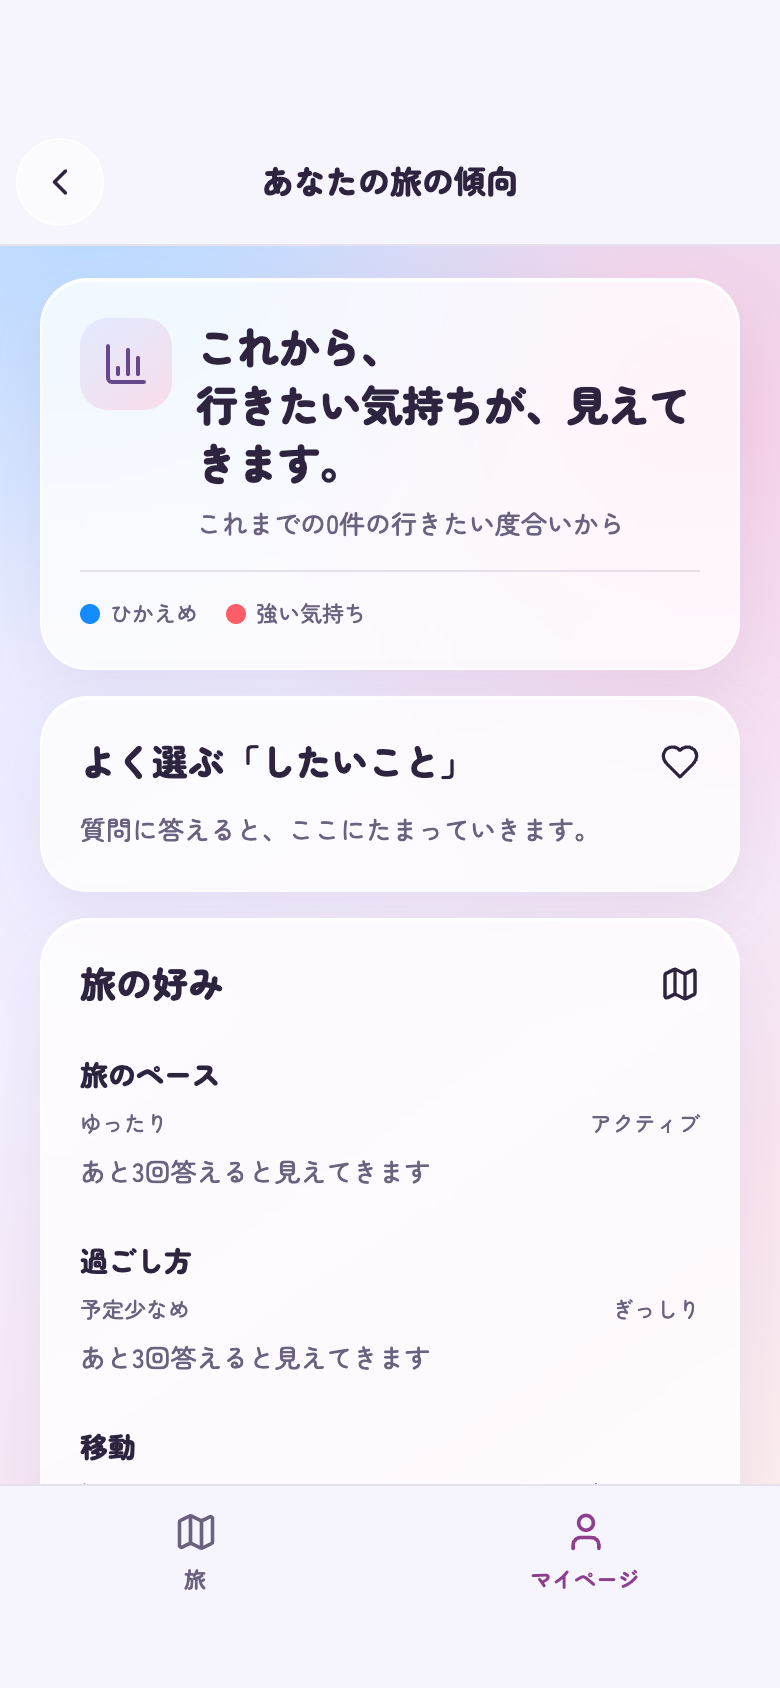 あなたの旅の傾向
これから、
行きたい気持ちが、見えて
きます。
これまでの0件の行きたい度合いから
ひかえめ 強い気持ち
よく選ぶ「したいこと」
質問に答えると、ここにたまっていきます。
旅の好み
旅のペース
ゆったり アクティブ
あと3回答えると見えてきます
過ごし方
予定少なめ ぎっしり
あと3回答えると見えてきます
移動
旅 マイページ